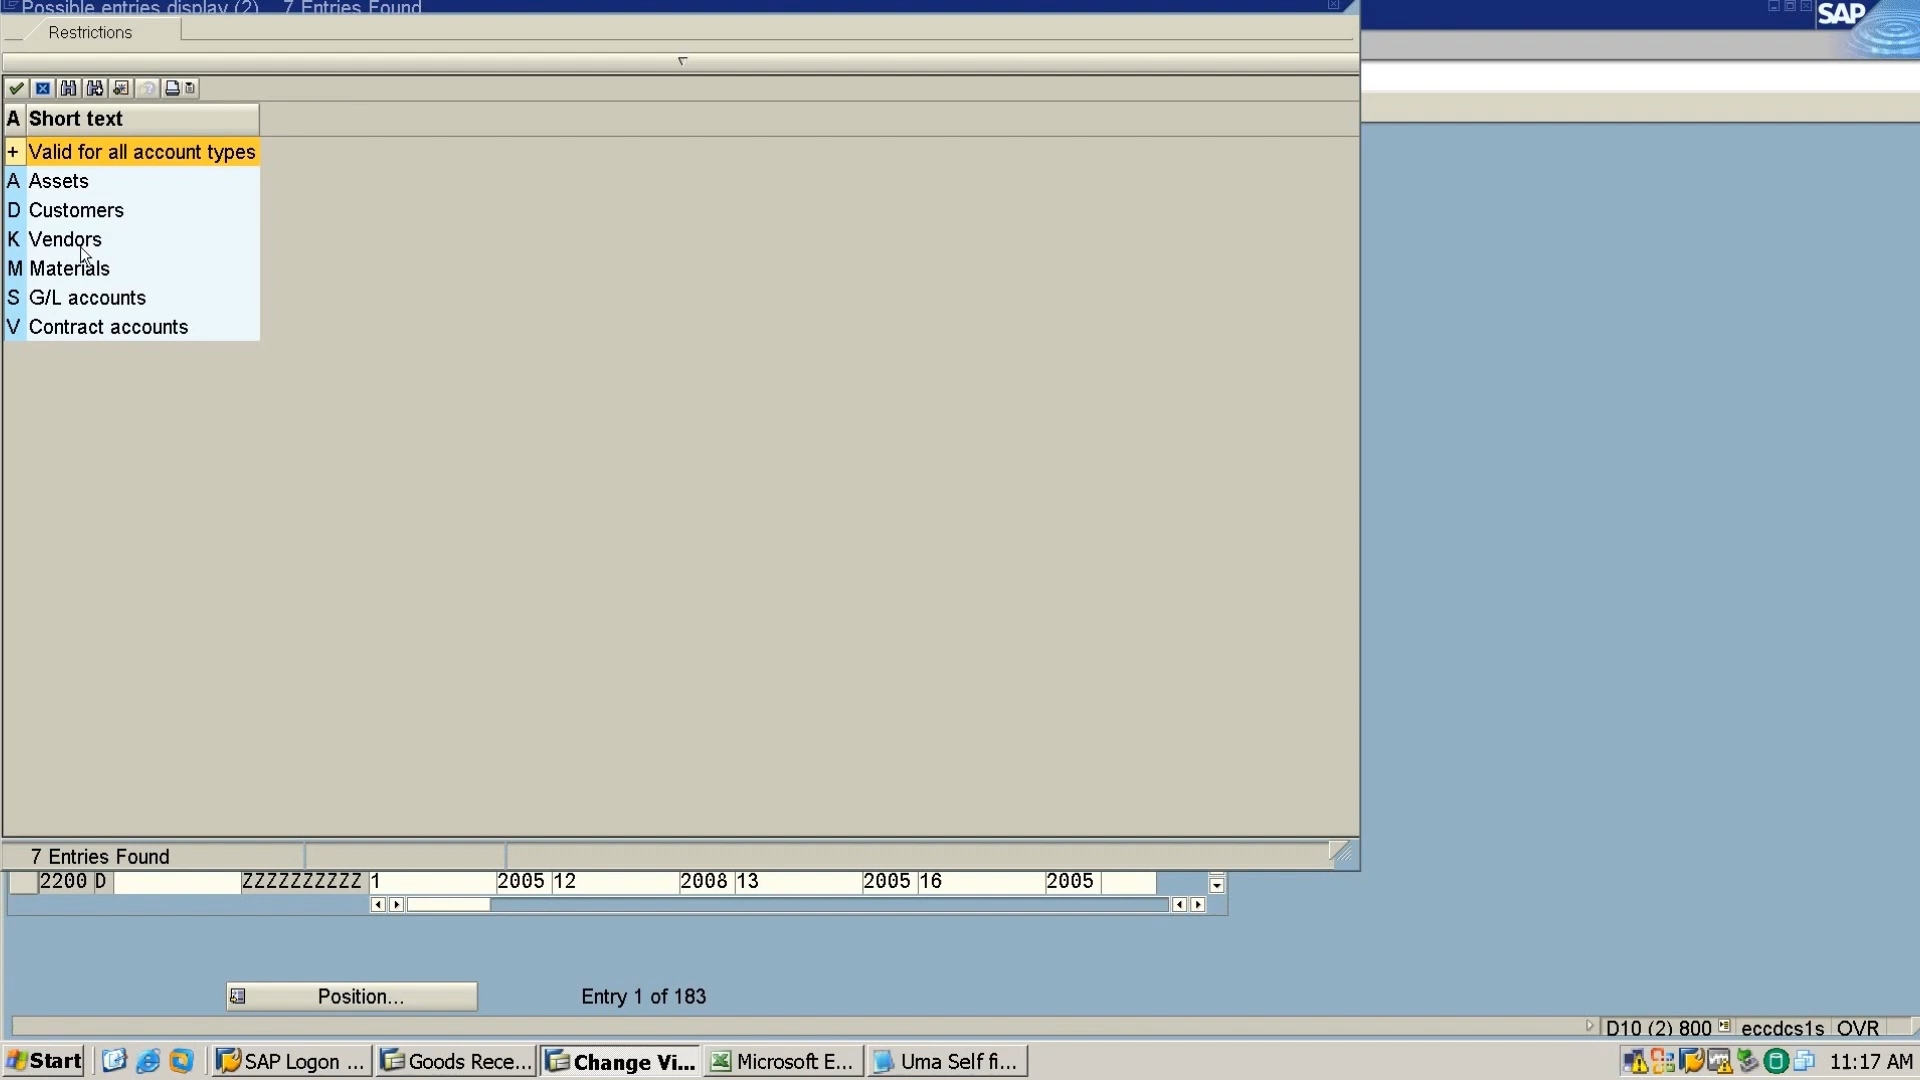 Possible entries display (2)    7 Entries Found
SAP
Restrictions
A Short text
+ Valid for all account types
A Assets
D Customers
K Vendors
M Materials
S G/L accounts
V Contract accounts
7 Entries Found
2200 D ZZZZZZZZZZ 1 2005 12 2008 13 2005 16 2005
Position...
Entry 1 of 183
D10 (2) 800 eccdcs1s OVR
Start SAP Logon ... Goods Rece... Change Vi... Microsoft E... Uma Self fi... 11:17 AM